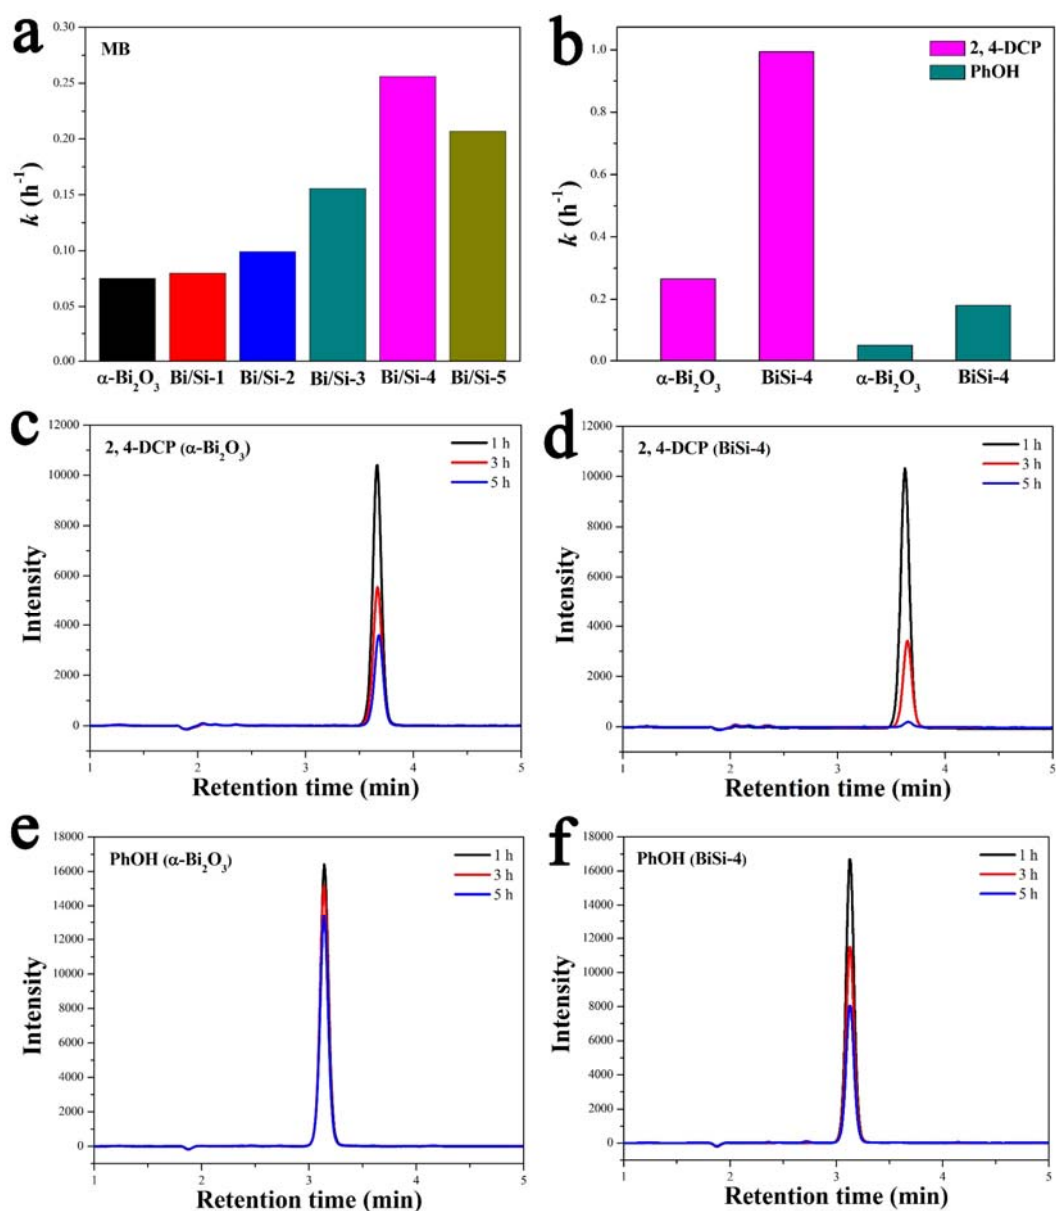 a
MB
0.30
0.25
0.20
0.15
0.10
0.05
0.00
k (h⁻¹)
α-Bi₂O₃ Bi/Si-1 Bi/Si-2 Bi/Si-3 Bi/Si-4 Bi/Si-5
b
2, 4-DCP
PhOH
1.0
0.8
0.6
0.4
0.2
0.0
k (h⁻¹)
α-Bi₂O₃ BiSi-4 α-Bi₂O₃ BiSi-4
c
2, 4-DCP (α-Bi₂O₃)
1 h
3 h
5 h
12000
10000
8000
6000
4000
2000
0
Intensity
1 2 3 4 5
Retention time (min)
d
2, 4-DCP (BiSi-4)
1 h
3 h
5 h
12000
10000
8000
6000
4000
2000
0
Intensity
1 2 3 4 5
Retention time (min)
e
PhOH (α-Bi₂O₃)
1 h
3 h
5 h
18000
16000
14000
12000
10000
8000
6000
4000
2000
0
Intensity
1 2 3 4 5
Retention time (min)
f
PhOH (BiSi-4)
1 h
3 h
5 h
18000
16000
14000
12000
10000
8000
6000
4000
2000
0
Intensity
1 2 3 4 5
Retention time (min)